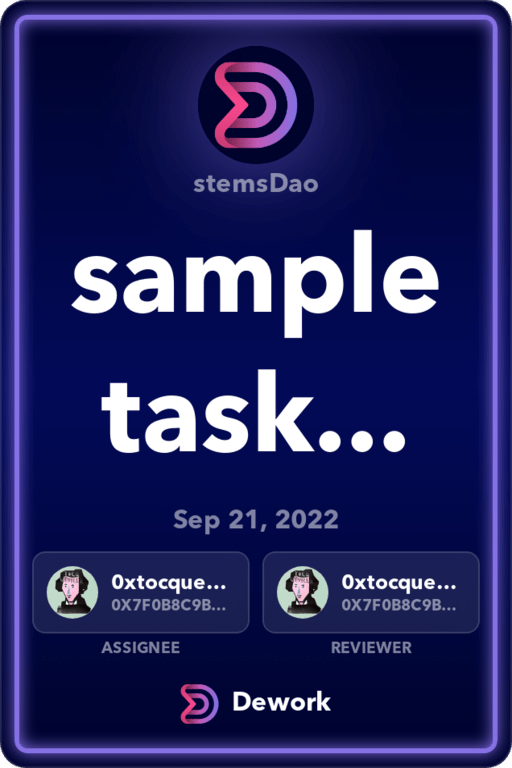 stemsDao
sample
task...
Sep 21, 2022
0xtocque... 0xtocque...
0X7F0B8C9B... 0X7F0B8C9B...
ASSIGNEE REVIEWER
Dework